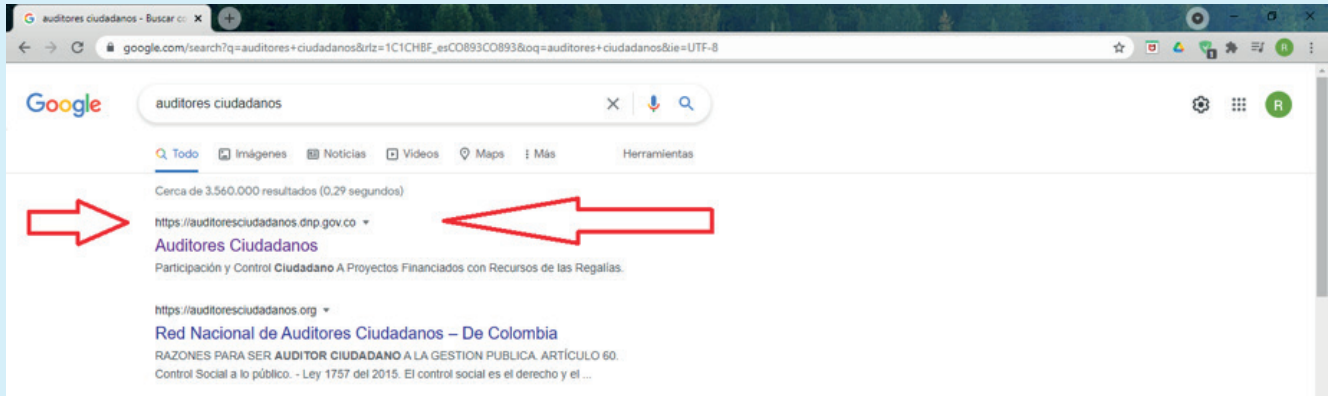 auditores ciudadanos - Buscar co
google.com/search?q=auditores+ciudadanos&rlz=1C1CHBF_esCO893CO893&oq=auditores+ciudadanos&ie=UTF-8
Google
auditores ciudadanos
R
Todo Imágenes Noticias Videos Maps Más Herramientas
Cerca de 3.560.000 resultados (0,29 segundos)
https://auditoresciudadanos.dnp.gov.co
Auditores Ciudadanos
Participación y Control Ciudadano A Proyectos Financiados con Recursos de las Regalías.
https://auditoresciudadanos.org
Red Nacional de Auditores Ciudadanos – De Colombia
RAZONES PARA SER AUDITOR CIUDADANO A LA GESTION PUBLICA. ARTÍCULO 60.
Control Social a lo público. - Ley 1757 del 2015. El control social es el derecho y el ...